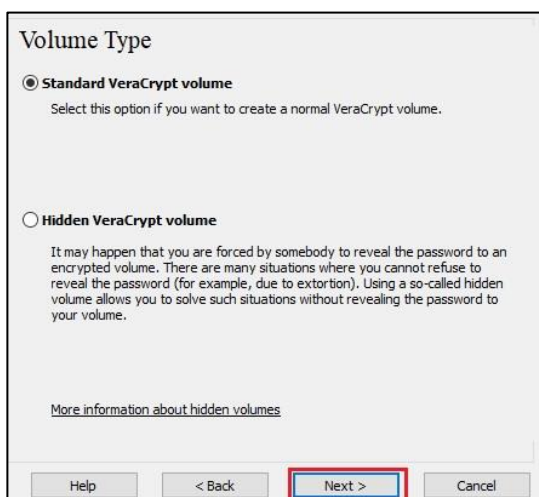 Volume Type
Standard VeraCrypt volume
Select this option if you want to create a normal VeraCrypt volume.
Hidden VeraCrypt volume
It may happen that you are forced by somebody to reveal the password to an
encrypted volume. There are many situations where you cannot refuse to
reveal the password (for example, due to extortion). Using a so-called hidden
volume allows you to solve such situations without revealing the password to
your volume.
More information about hidden volumes
Help < Back Next > Cancel